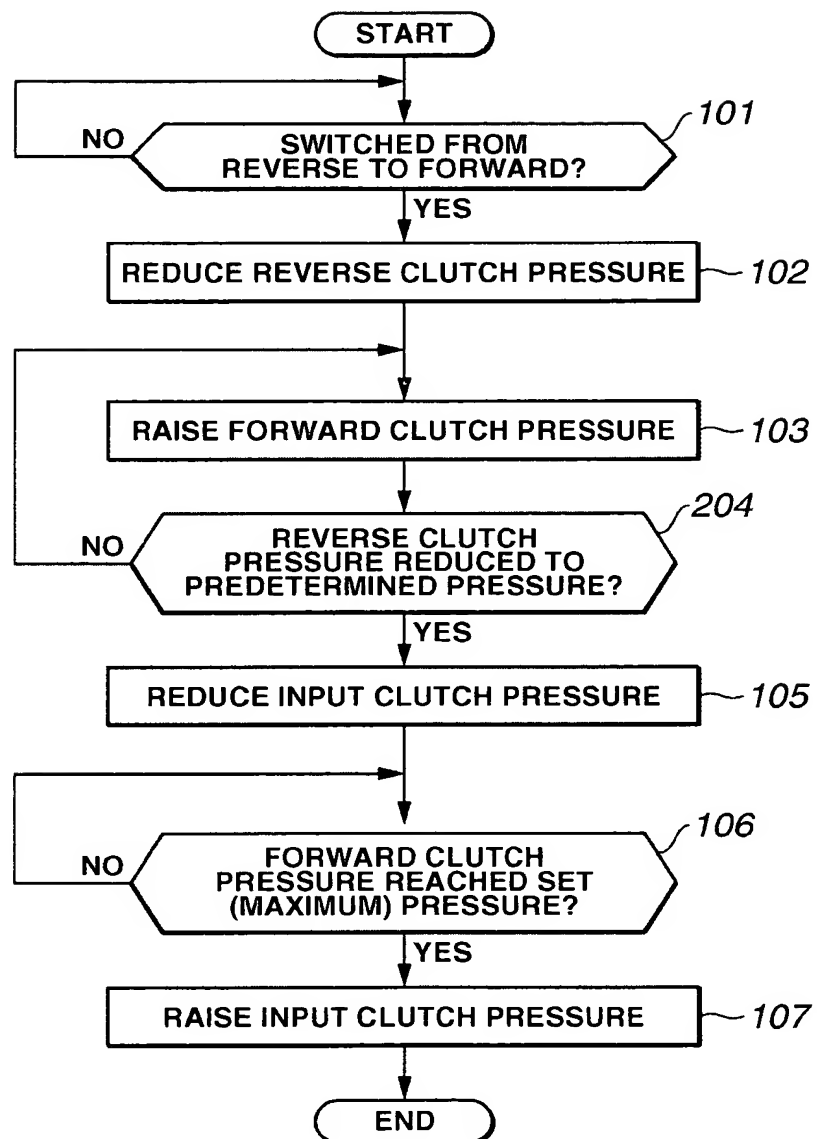 START
NO
SWITCHED FROM
REVERSE TO FORWARD?
101
YES
REDUCE REVERSE CLUTCH PRESSURE
102
RAISE FORWARD CLUTCH PRESSURE
103
NO
REVERSE CLUTCH
PRESSURE REDUCED TO
PREDETERMINED PRESSURE?
204
YES
REDUCE INPUT CLUTCH PRESSURE
105
NO
FORWARD CLUTCH
PRESSURE REACHED SET
(MAXIMUM) PRESSURE?
106
YES
RAISE INPUT CLUTCH PRESSURE
107
END